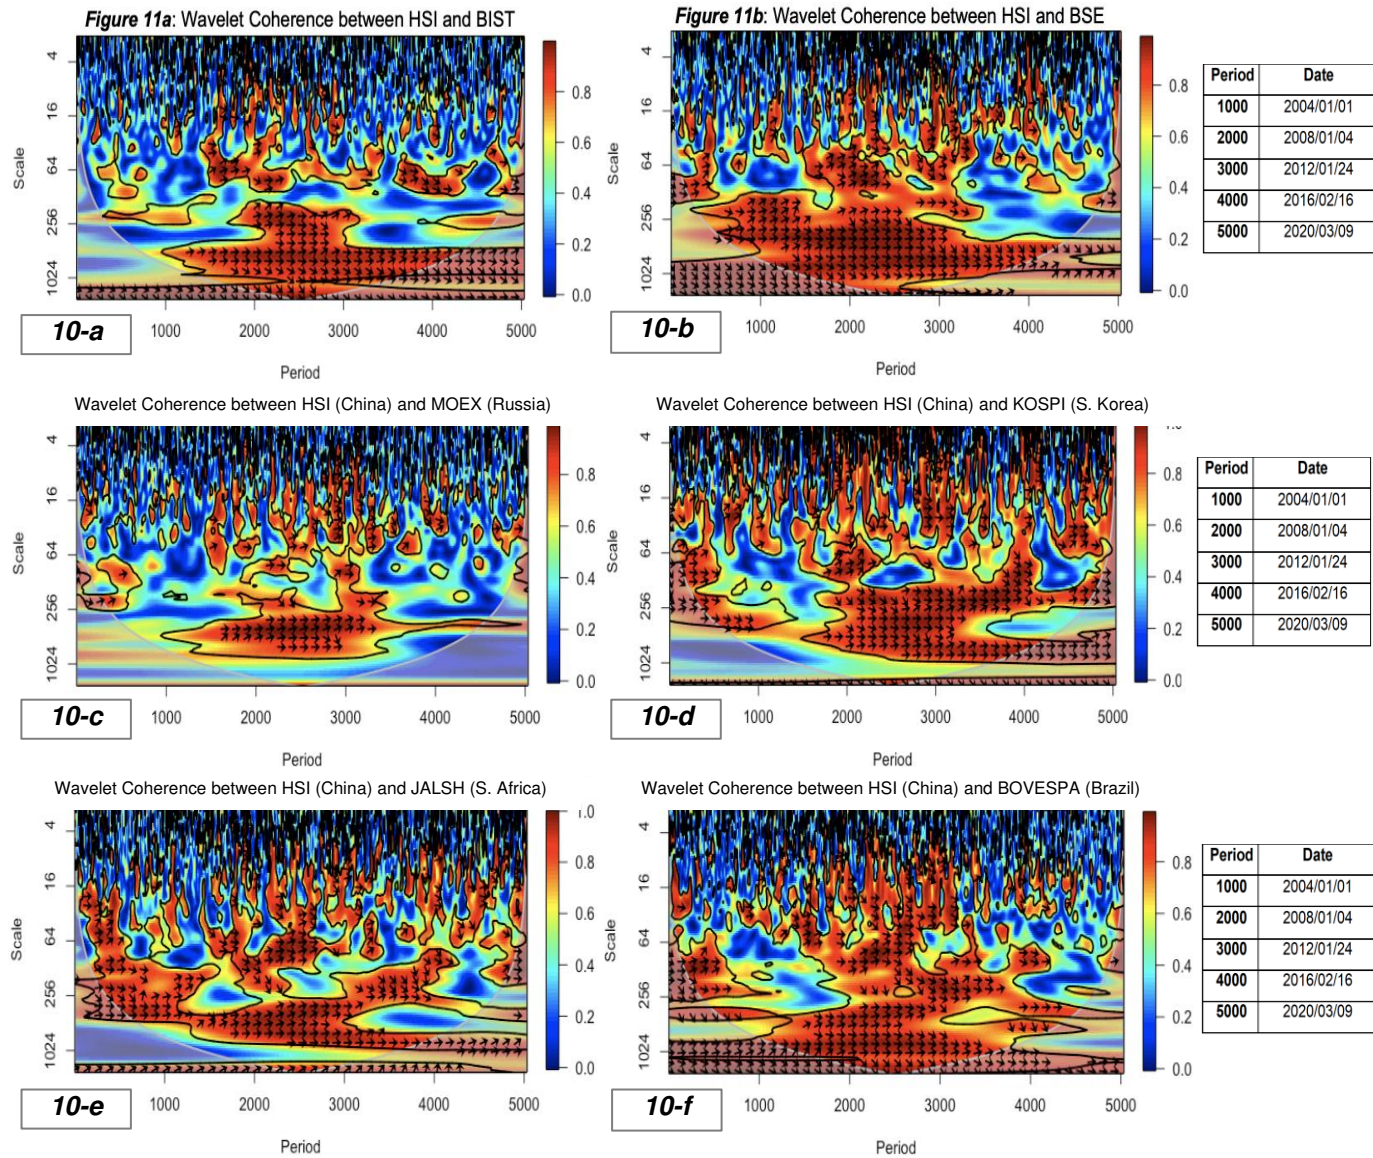 Figure 11a: Wavelet Coherence between HSI and BIST
Scale
4
16
64
256
1024
0.8
0.6
0.4
0.2
0.0
10-a
1000 2000 3000 4000 5000
Period
Figure 11b: Wavelet Coherence between HSI and BSE
Scale
4
16
64
256
1024
0.8
0.6
0.4
0.2
0.0
10-b
1000 2000 3000 4000 5000
Period
Period Date
1000 2004/01/01
2000 2008/01/04
3000 2012/01/24
4000 2016/02/16
5000 2020/03/09
Wavelet Coherence between HSI (China) and MOEX (Russia)
Scale
4
16
64
256
1024
0.8
0.6
0.4
0.2
0.0
10-c
1000 2000 3000 4000 5000
Period
Wavelet Coherence between HSI (China) and KOSPI (S. Korea)
Scale
4
16
64
256
1024
0.8
0.6
0.4
0.2
0.0
10-d
1000 2000 3000 4000 5000
Period
Period Date
1000 2004/01/01
2000 2008/01/04
3000 2012/01/24
4000 2016/02/16
5000 2020/03/09
Wavelet Coherence between HSI (China) and JALSH (S. Africa)
Scale
4
16
64
256
1024
1.0
0.8
0.6
0.4
0.2
0.0
10-e
1000 2000 3000 4000 5000
Period
Wavelet Coherence between HSI (China) and BOVESPA (Brazil)
Scale
4
16
64
256
1024
0.8
0.6
0.4
0.2
0.0
10-f
1000 2000 3000 4000 5000
Period
Period Date
1000 2004/01/01
2000 2008/01/04
3000 2012/01/24
4000 2016/02/16
5000 2020/03/09